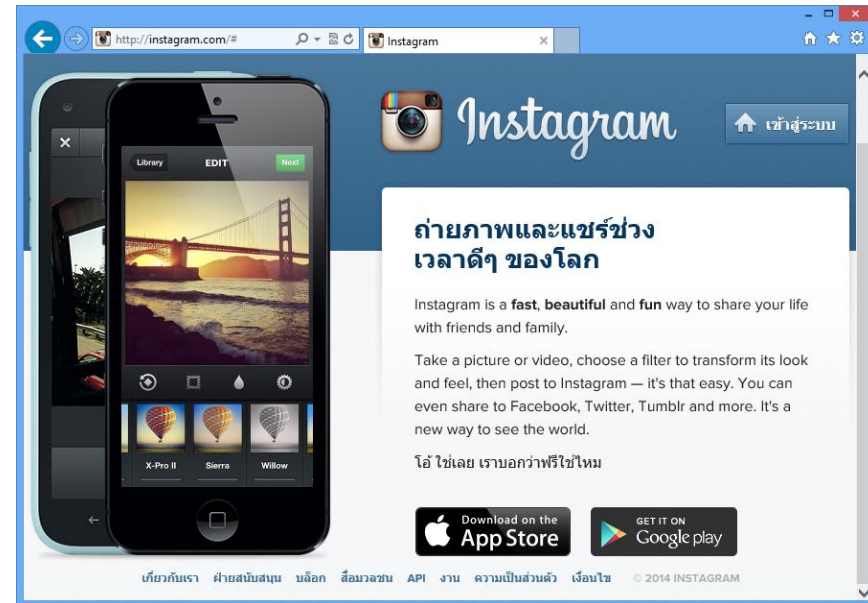 http://instagram.com/#
Instagram
Instagram
เข้าสู่ระบบ
Library
EDIT
Next
X-Pro II
Sierra
Willow
ถ่ายภาพและแชร์ช่วง
เวลาดีๆ ของโลก
Instagram is a fast, beautiful and fun way to share your life
with friends and family.
Take a picture or video, choose a filter to transform its look
and feel, then post to Instagram — it's that easy. You can
even share to Facebook, Twitter, Tumblr and more. It's a
new way to see the world.
โอ้ ใช่เลย เราบอกว่าฟรีใช่ไหม
Download on the
App Store
GET IT ON
Google play
เกี่ยวกับเรา ฝ่ายสนับสนุน บล็อก สื่อมวลชน API งาน ความเป็นส่วนตัว เงื่อนไข © 2014 INSTAGRAM